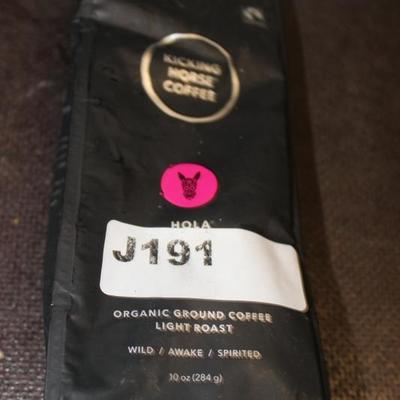 KICKING
HORSE®
COFFEE
HOLA®
J191
ORGANIC GROUND COFFEE
LIGHT ROAST
WILD / AWAKE / SPIRITED
10 oz (284 g)